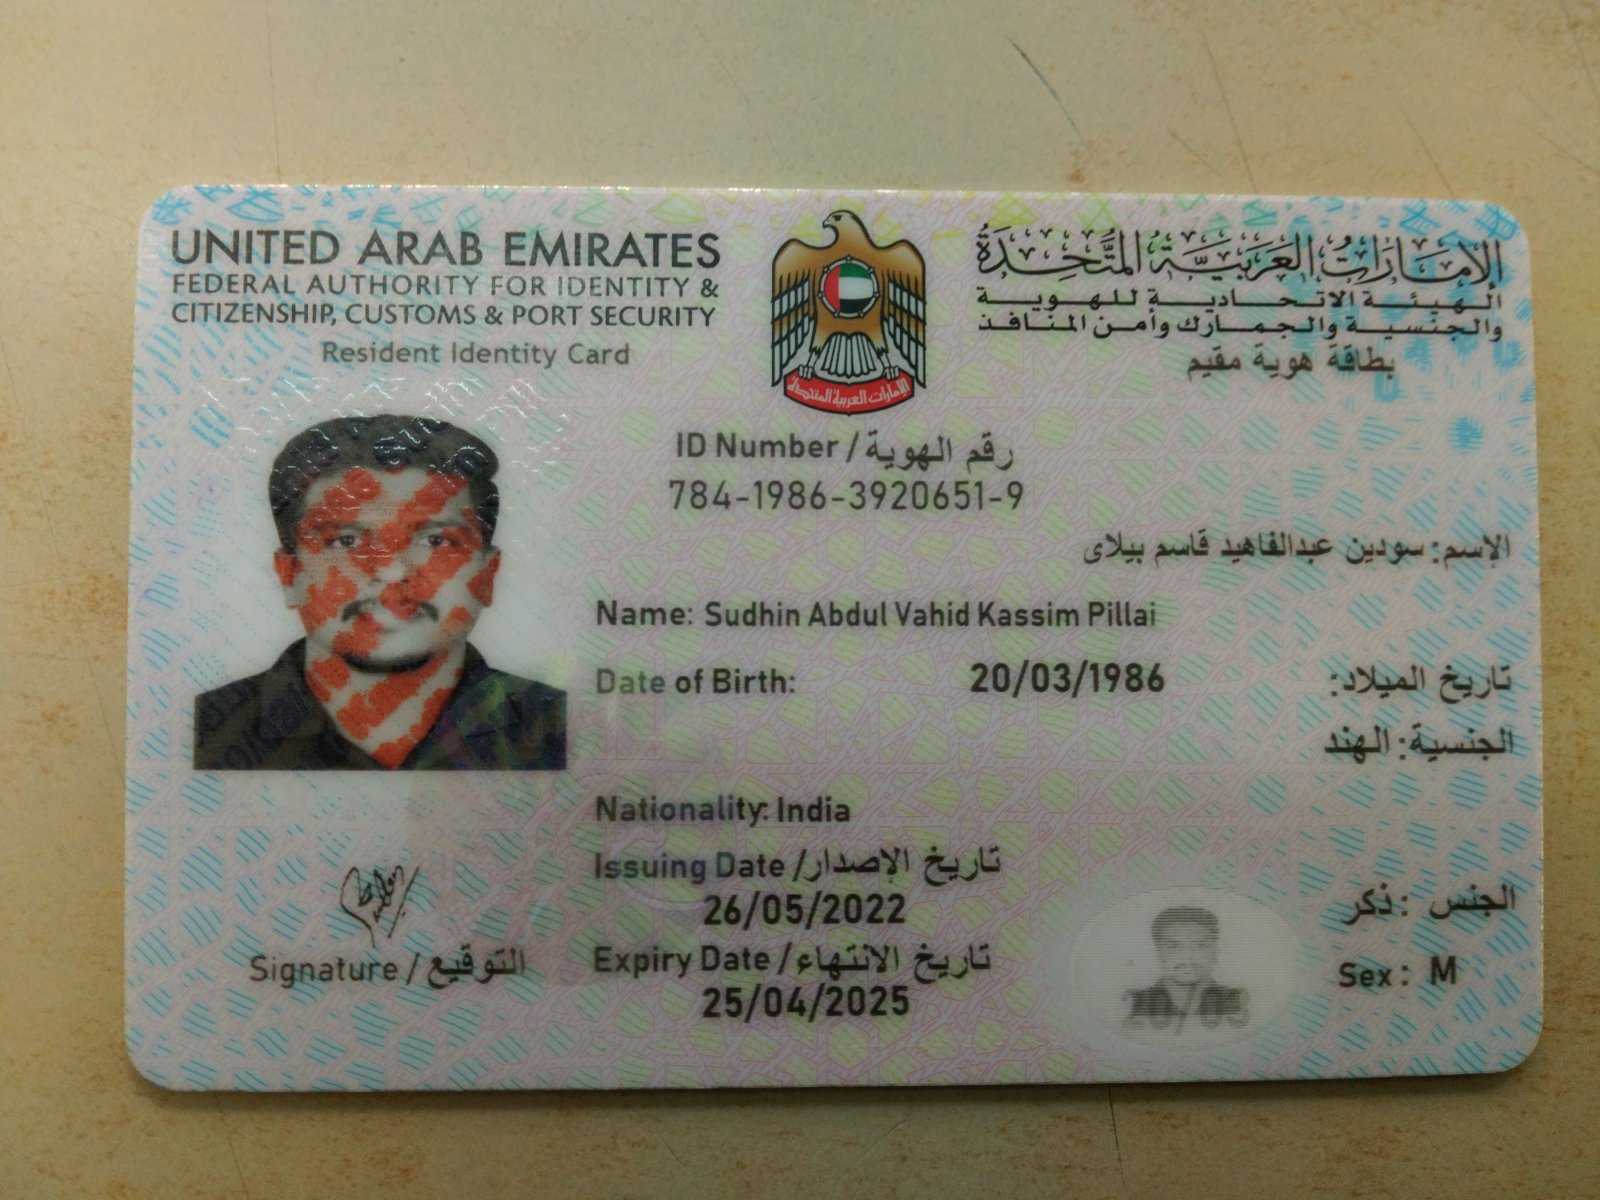 UNITED ARAB EMIRATES
FEDERAL AUTHORITY FOR IDENTITY &
CITIZENSHIP, CUSTOMS & PORT SECURITY
Resident Identity Card
الإمارات العربية المتحدة
الإمارات العربية المتحدة
الهيئة الاتحادية للهوية
والجنسية والجمارك وأمن المنافذ
بطاقة هوية مقيم
ID Number / رقم الهوية
784-1986-3920651-9
الإسم: سودين عبدالفاهيد قاسم بيلاى
Name: Sudhin Abdul Vahid Kassim Pillai
Date of Birth: 20/03/1986 تاريخ الميلاد:
الجنسية: الهند
Nationality: India
Issuing Date / تاريخ الإصدار
26/05/2022
Expiry Date / تاريخ الانتهاء
25/04/2025
الجنس: ذكر
Sex: M
Signature / التوقيع